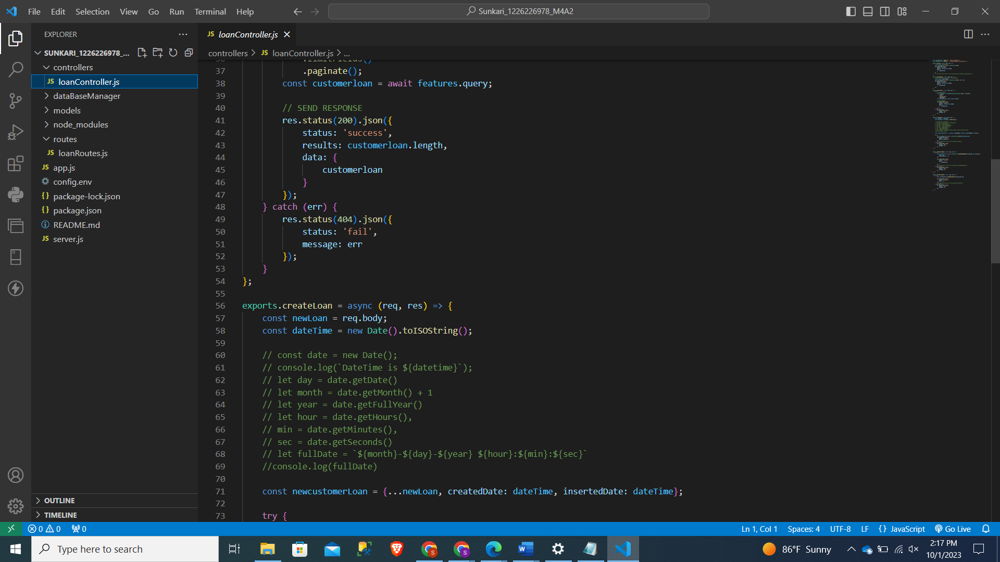 File Edit Selection View Go Run Terminal Help
Sunkari_1226226978_M4A2
EXPLORER
SUNKARI_1226226978_...
controllers
JS loanController.js
dataBaseManager
models
node_modules
routes
JS loanRoutes.js
JS app.js
config.env
{} package-lock.json
{} package.json
README.md
JS server.js
OUTLINE
TIMELINE
JS loanController.js
controllers > JS loanController.js > ...
36 .limitFields()
37 .paginate();
38 const customerloan = await features.query;
39
40 // SEND RESPONSE
41 res.status(200).json({
42 status: 'success',
43 results: customerloan.length,
44 data: {
45 customerloan
46 }
47 });
48 } catch (err) {
49 res.status(404).json({
50 status: 'fail',
51 message: err
52 });
53 }
54 };
55
56 exports.createLoan = async (req, res) => {
57 const newLoan = req.body;
58 const dateTime = new Date().toISOString();
59
60 // const date = new Date();
61 // console.log(`DateTime is ${datetime}`);
62 // let day = date.getDate()
63 // let month = date.getMonth() + 1
64 // let year = date.getFullYear()
65 // let hour = date.getHours(),
66 // min = date.getMinutes(),
67 // sec = date.getSeconds()
68 // let fullDate = `${month}-${day}-${year} ${hour}:${min}:${sec}`
69 //console.log(fullDate)
70
71 const newcustomerLoan = {...newLoan, createdDate: dateTime, insertedDate: dateTime};
72
73 try {
0 0 0
Ln 1, Col 1 Spaces: 4 UTF-8 LF {} JavaScript Go Live
Type here to search
86°F Sunny
2:17 PM
10/1/2023